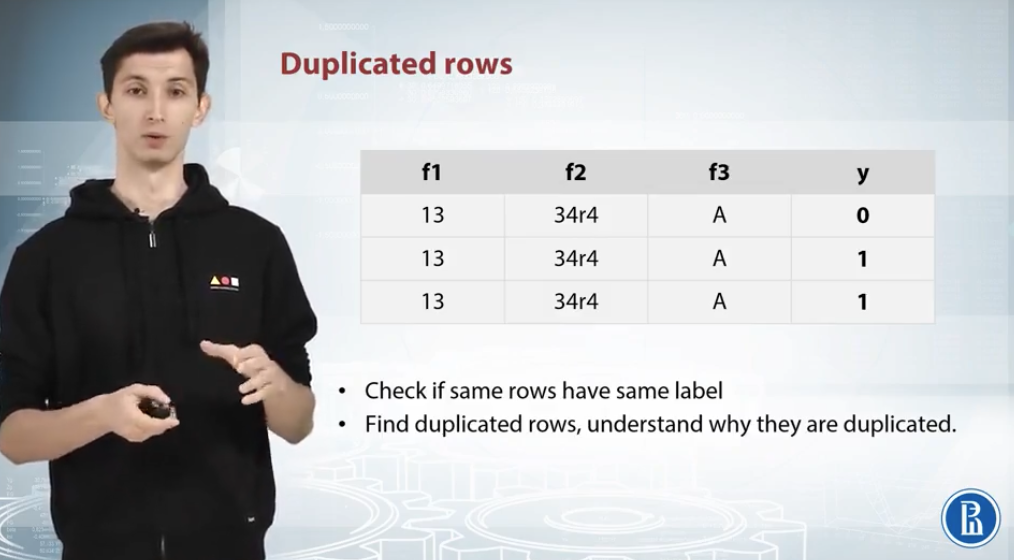 Duplicated rows
f1 f2 f3 y
13 34r4 A 0
13 34r4 A 1
13 34r4 A 1
• Check if same rows have same label
• Find duplicated rows, understand why they are duplicated.